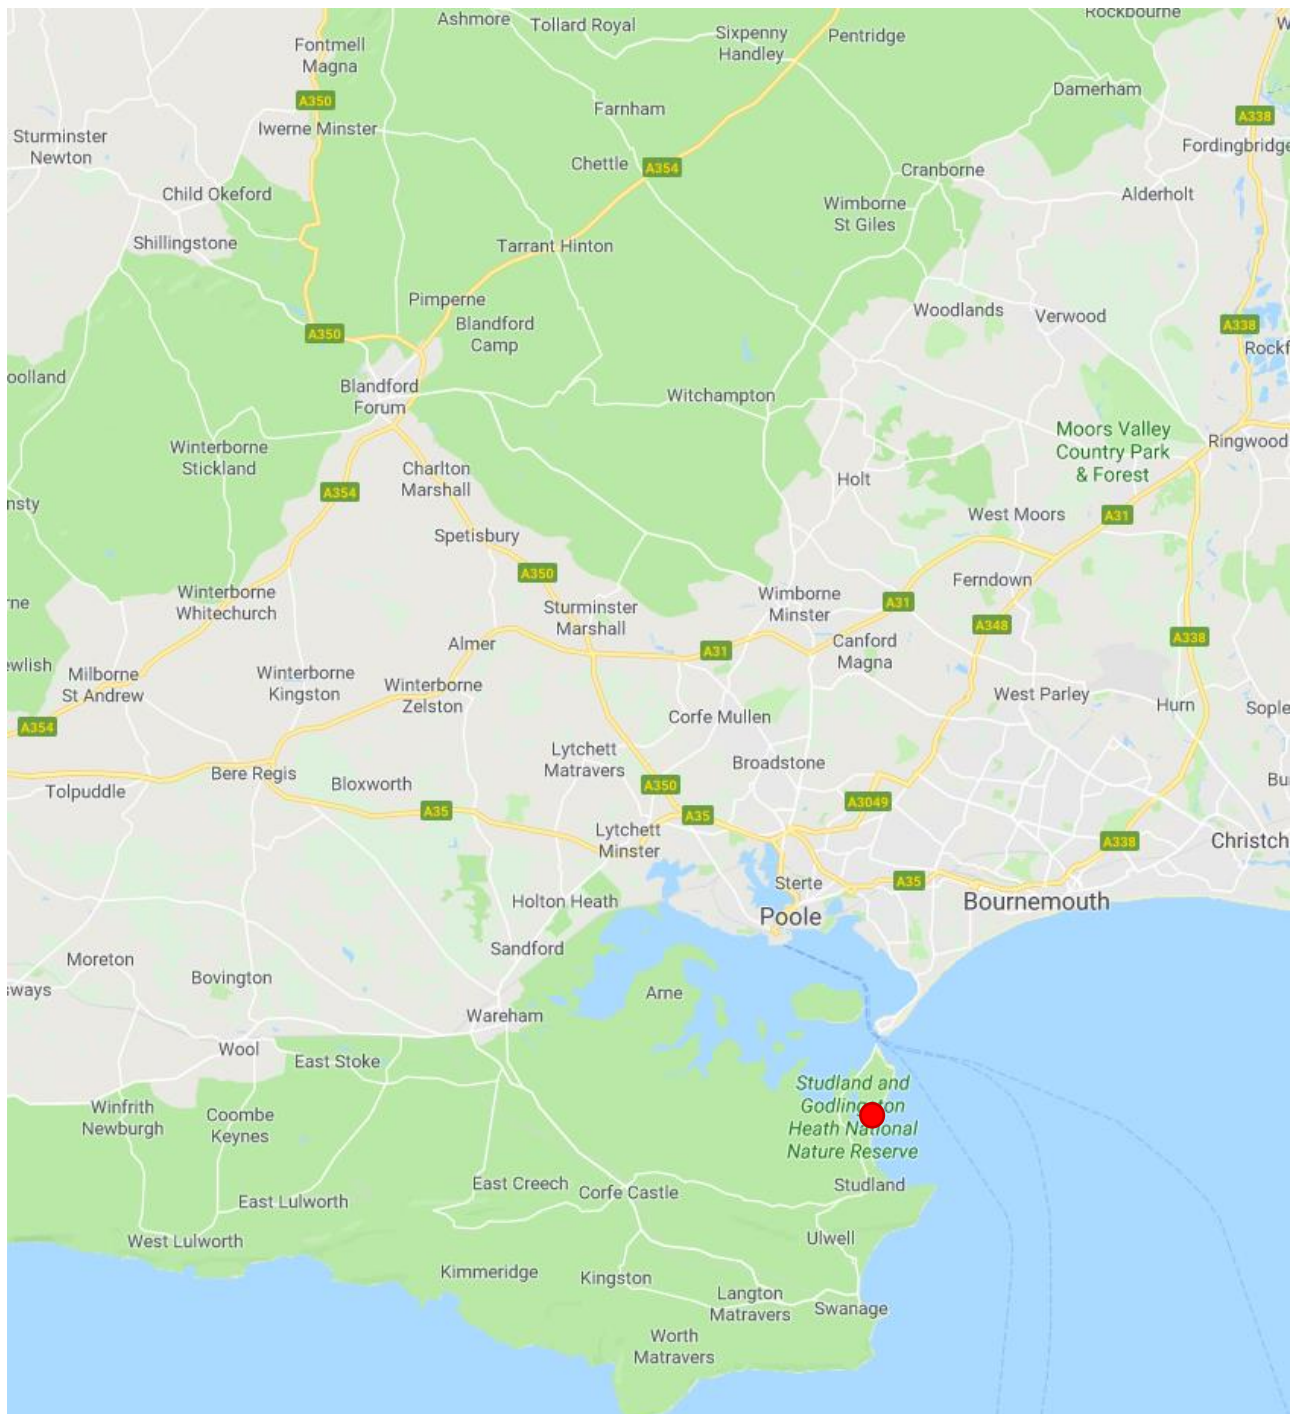 Ashmore
Tollard Royal
Sixpenny
Handley
Pentridge
Rockbourne
W
Fontmell
Magna
A350
Iwerne Minster
Farnham
Damerham
A338
Fordingbridge
Sturminster
Newton
Chettle
A354
Cranborne
Alderholt
Child Okeford
Wimborne
St Giles
Shillingstone
Tarrant Hinton
Pimperne
Blandford
Camp
Woodlands
Verwood
A338
A350
Rockf
oolland
Blandford
Forum
Witchampton
Moors Valley
Country Park
& Forest
Ringwood
Winterborne
Stickland
Charlton
Marshall
Holt
A354
nsty
West Moors
A31
Spetisbury
A350
Ferndown
Winterborne
Whitechurch
Sturminster
Marshall
Wimborne
Minster
A31
rne
A348
A338
Almer
A31
Canford
Magna
ewlish
Milborne
St Andrew
Winterborne
Kingston
Winterborne
Zelston
West Parley
Hurn
Sople
A354
Corfe Mullen
Lytchett
Matravers
Broadstone
Bere Regis
Bloxworth
A350
Bu
Tolpuddle
A35
A35
A3049
Lytchett
Minster
A338
Christch
Sterte
A35
Holton Heath
Poole
Bournemouth
Sandford
Moreton
Bovington
sways
Arne
Wareham
Wool
East Stoke
Studland and
Godlington
Heath National
Nature Reserve
Winfrith
Newburgh
Coombe
Keynes
East Creech
Corfe Castle
Studland
East Lulworth
West Lulworth
Ulwell
Kimmeridge
Kingston
Langton
Matravers
Swanage
Worth
Matravers